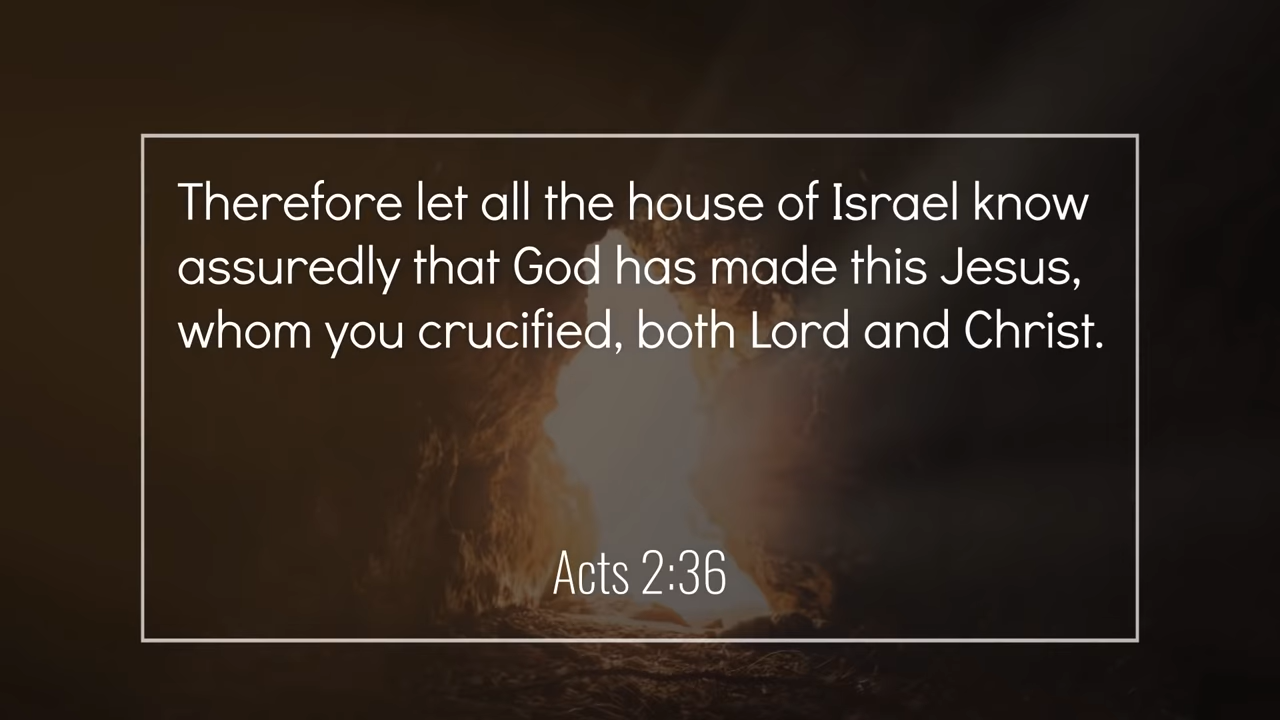 Therefore let all the house of Israel know
assuredly that God has made this Jesus,
whom you crucified, both Lord and Christ.
Acts 2:36